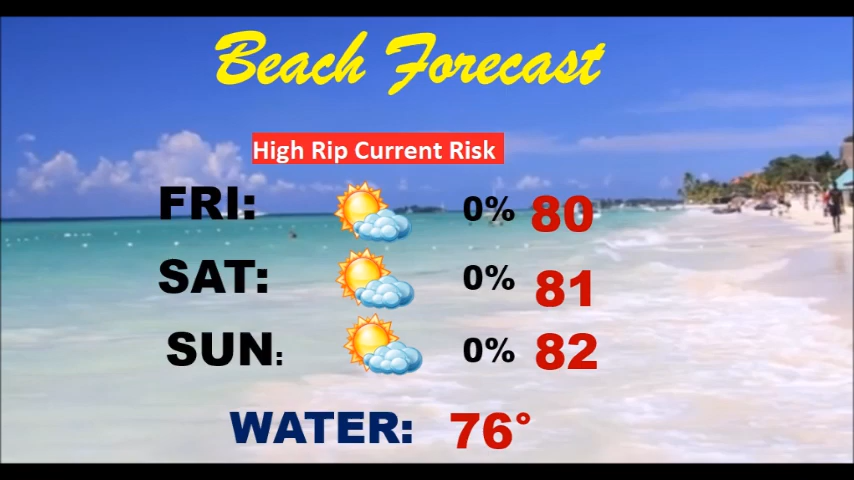 Beach Forecast
High Rip Current Risk
FRI: 0% 80
SAT: 0% 81
SUN: 0% 82
WATER: 76°